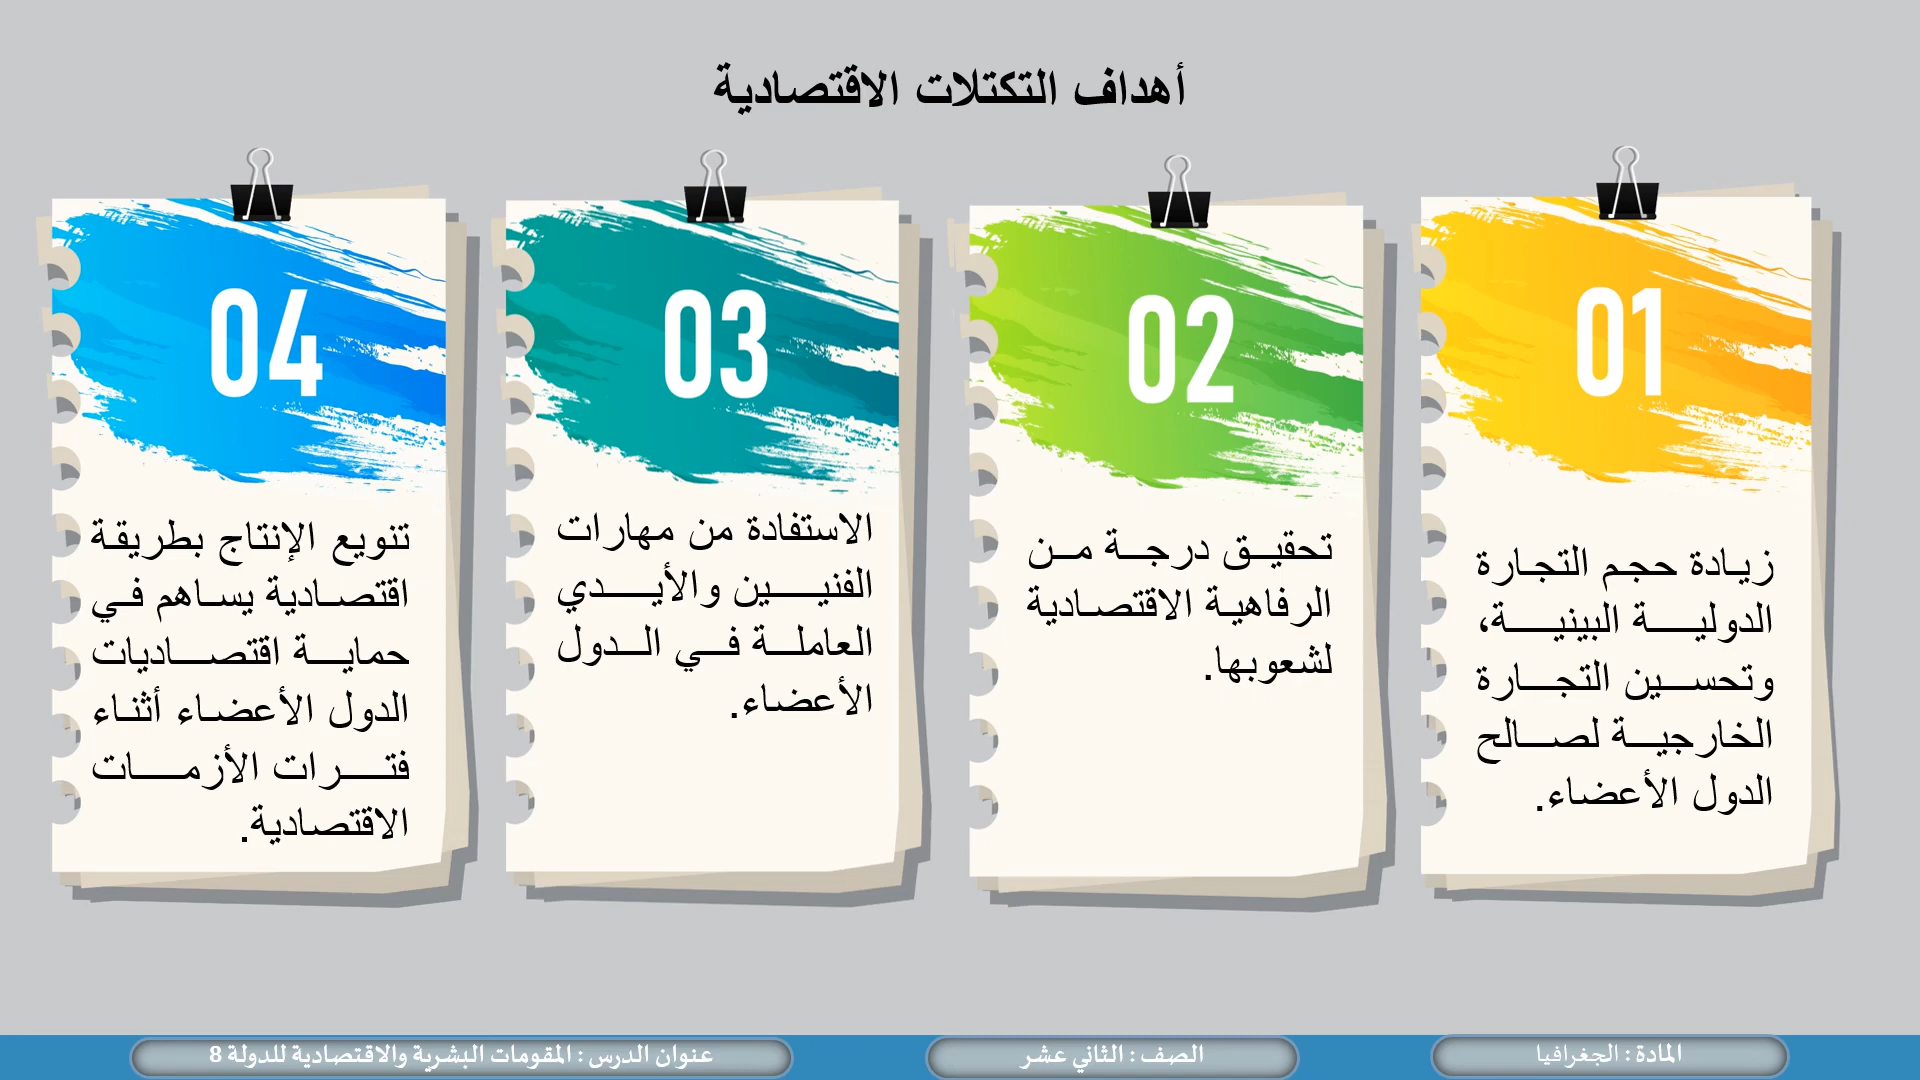 أهداف التكتلات الاقتصادية
01
زيادة حجم التجارة
الدولية البينية،
وتحسين التجارة
الخارجية لصالح
الدول الأعضاء.
02
تحقيق درجة من
الرفاهية الاقتصادية
لشعوبها.
03
الاستفادة من مهارات
الفنيين والأيدي
العاملة في الدول
الأعضاء.
04
تنويع الإنتاج بطريقة
اقتصادية يساهم في
حماية اقتصاديات
الدول الأعضاء أثناء
فترات الأزمات
الاقتصادية.
المادة : الجغرافيا
الصف : الثاني عشر
عنوان الدرس : المقومات البشرية والاقتصادية للدولة 8